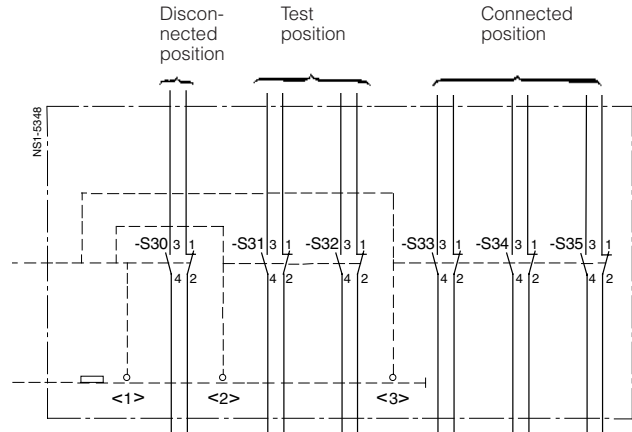 Discon-
nected
position
Test
position
Connected
position
NS1-5348
-S30 3 1
-S31 3 1
-S32 3 1
-S33 3 1
-S34 3 1
-S35 3 1
4 2
4 2
4 2
4 2
4 2
4 2
<1>
<2>
<3>